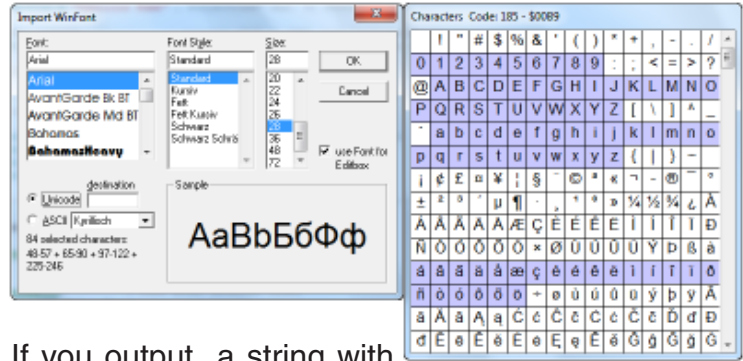 Import WinFont
Font:
Arial
Arial
AvantGarde Bk BT
AvantGarde Md BT
Bahamas
BahamasHeavy
Font Style:
Standard
Standard
Kursiv
Fett
Fett Kursiv
Schwarz
Schwarz Schrä
Size:
28
20
22
24
26
28
36
48
72
OK
Cancel
use Font for
Editbox
destination
Unicode
ASCII Kyrillisch
84 selected characters:
48-57 + 65-90 + 97-122 +
225-246
Sample
AaBbБбФф
Characters Code: 185 - $00B9
! " # $ % & ' ( ) * + , - . /
0 1 2 3 4 5 6 7 8 9 : ; < = > ?
@ A B C D E F G H I J K L M N O
P Q R S T U V W X Y Z [ \ ] ^ _
` a b c d e f g h i j k l m n o
p q r s t u v w x y z { | } ~
¡ ¢ £ ¤ ¥ ¦ § ¨ © ª « ¬ - ® ¯
± ² ³ ´ µ ¶ · ¸ ¹ º » ¼ ½ ¾ ¿ À
Á Â Ã Ä Å Æ Ç È É Ê Ë Ì Í Î Ï Ð
Ñ Ò Ó Ô Õ Ö × Ø Ù Ú Û Ü Ý Þ ß à
á â ã ä å æ ç è é ê ë ì í î ï ð
ñ ò ó ô õ ö ÷ ø ù ú û ü ý þ ÿ Ā
ā Ă ă Ą ą Ć ć Ĉ ĉ Ċ ċ Č č Ď ď Đ
đ Ē ē Ĕ ĕ Ė ė Ę ę Ě ě Ĝ ĝ Ğ ğ Ġ
If you output a string with